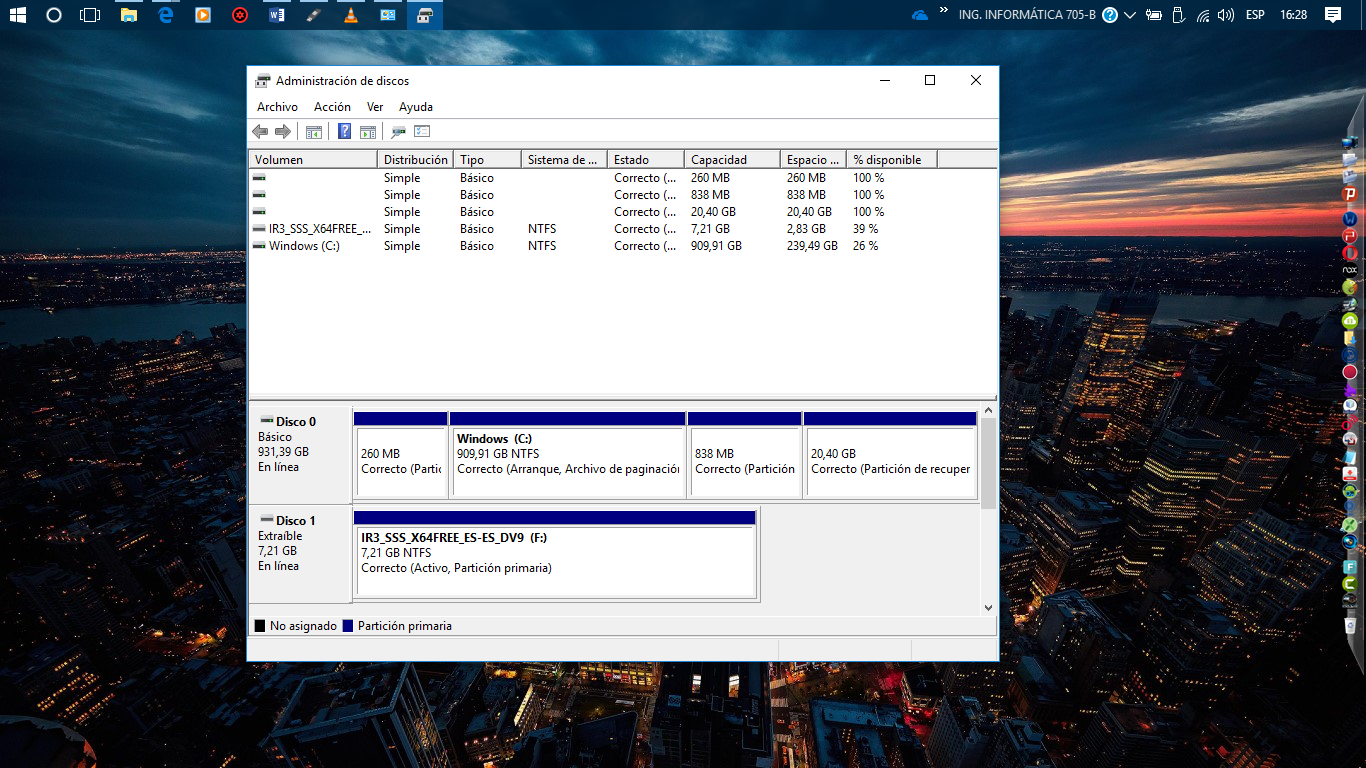 ING. INFORMÁTICA 705-B
ESP
16:28
Administración de discos
Archivo Acción Ver Ayuda
Volumen Distribución Tipo Sistema de ... Estado Capacidad Espacio ... % disponible
Simple Básico Correcto (... 260 MB 260 MB 100 %
Simple Básico Correcto (... 838 MB 838 MB 100 %
Simple Básico Correcto (... 20,40 GB 20,40 GB 100 %
IR3_SSS_X64FREE_... Simple Básico NTFS Correcto (... 7,21 GB 2,83 GB 39 %
Windows (C:) Simple Básico NTFS Correcto (... 909,91 GB 239,49 GB 26 %
Disco 0
Básico
931,39 GB
En línea
260 MB
Correcto (Partic
Windows (C:)
909,91 GB NTFS
Correcto (Arranque, Archivo de paginació
838 MB
Correcto (Partición
20,40 GB
Correcto (Partición de recuper
Disco 1
Extraíble
7,21 GB
En línea
IR3_SSS_X64FREE_ES-ES_DV9 (F:)
7,21 GB NTFS
Correcto (Activo, Partición primaria)
No asignado Partición primaria